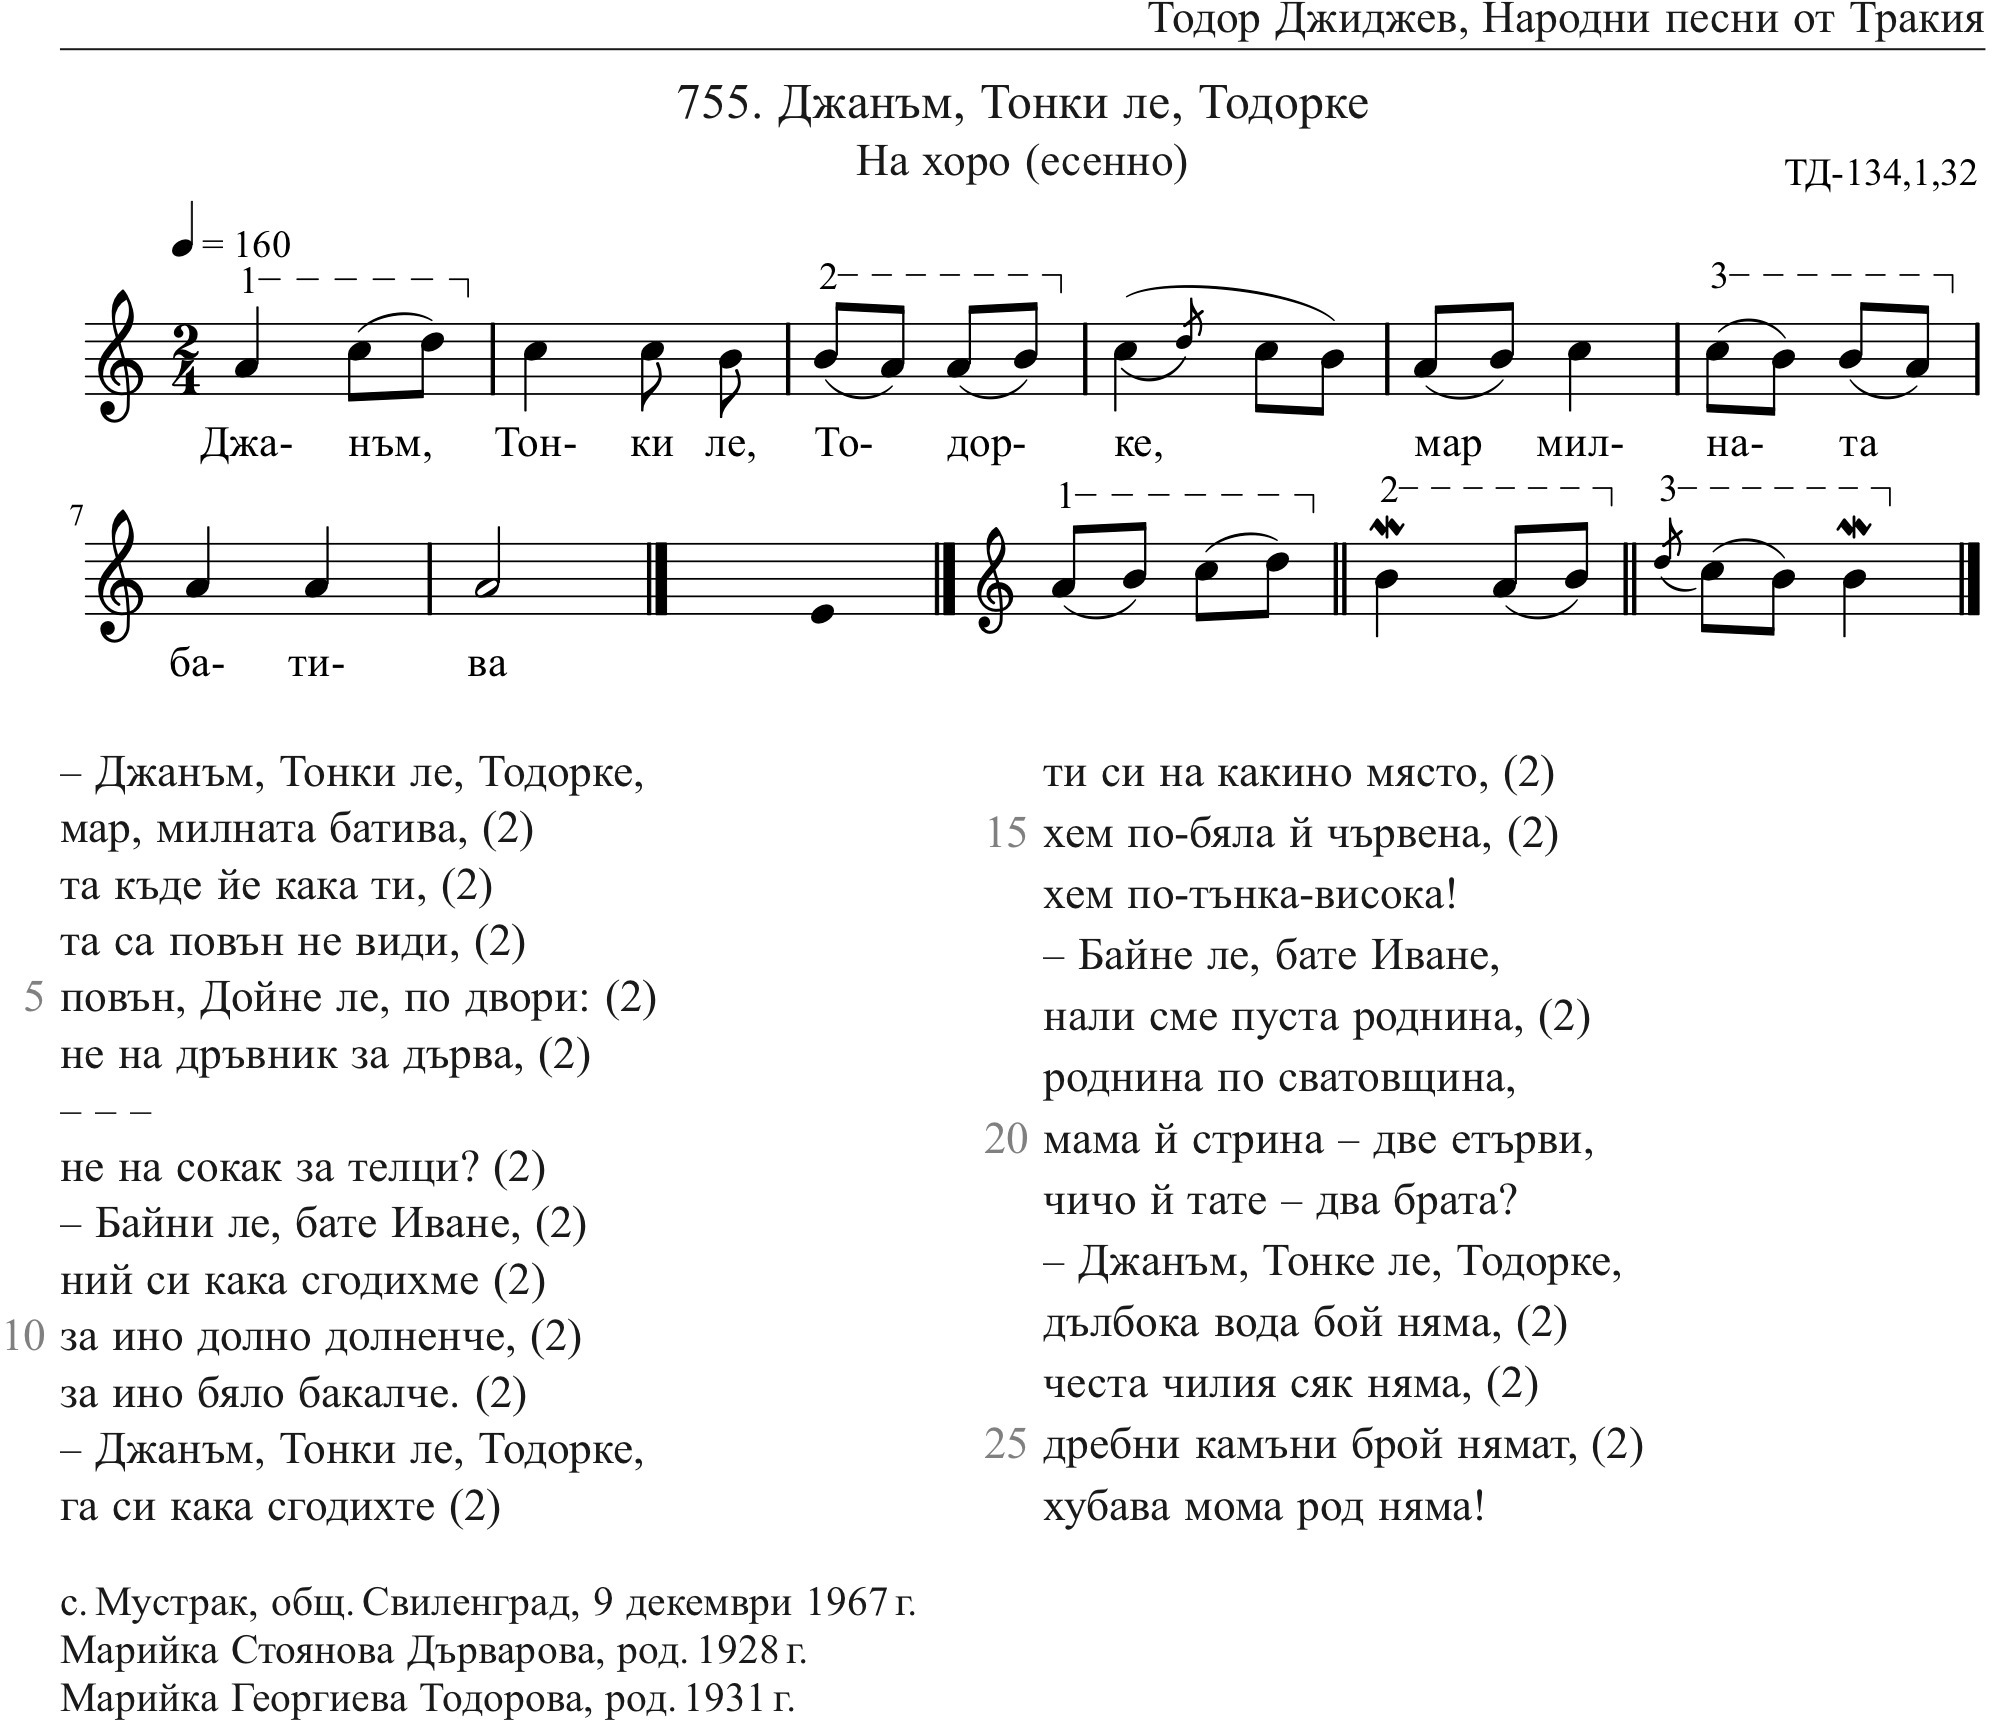 Тодор Джиджев, Народни песни от Тракия
755. Джанъм, Тонки ле, Тодорке
На хоро (есенно)
ТД-134,1,32
= 160
1 2 3
2
4
Джа- нъм, Тон- ки ле, То- дор- ке, мар мил- на- та
7 1 2 3
ба- ти- ва
– Джанъм, Тонки ле, Тодорке,
мар, милната батива, (2)
та къде йе кака ти, (2)
та са повън не види, (2)
5 повън, Дойне ле, по двори: (2)
не на дръвник за дърва, (2)
– – –
не на сокак за телци? (2)
– Байни ле, бате Иване, (2)
ний си кака сгодихме (2)
10 за ино долно долненче, (2)
за ино бяло бакалче. (2)
– Джанъм, Тонки ле, Тодорке,
га си кака сгодихте (2)
ти си на какино място, (2)
15 хем по-бяла й чървена, (2)
хем по-тънка-висока!
– Байне ле, бате Иване,
нали сме пуста роднина, (2)
роднина по сватовщина,
20 мама й стрина – две етърви,
чичо й тате – два брата?
– Джанъм, Тонке ле, Тодорке,
дълбока вода бой няма, (2)
честа чилия сяк няма, (2)
25 дребни камъни брой нямат, (2)
хубава мома род няма!
с. Мустрак, общ. Свиленград, 9 декември 1967 г.
Марийка Стоянова Дърварова, род. 1928 г.
Марийка Георгиева Тодорова, род. 1931 г.